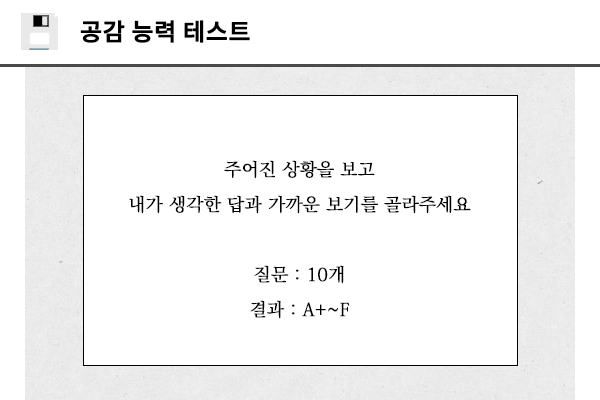 공감 능력 테스트
주어진 상황을 보고
내가 생각한 답과 가까운 보기를 골라주세요
질문 : 10개
결과 : A+~F